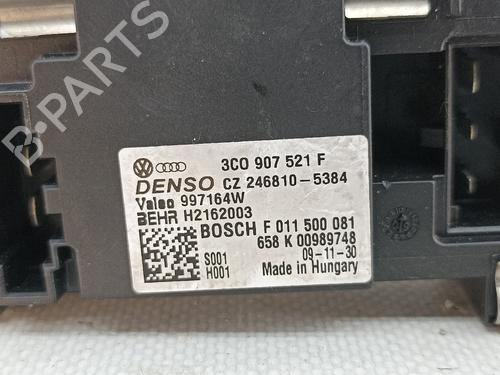 3C0 907 521 F
DENSO CZ 246810-5384
Valeo 997164W
BEHR H2162003
BOSCH F 011 500 081
658 K 00989748
S001 09-11-30
H001 Made in Hungary
B-PARTS